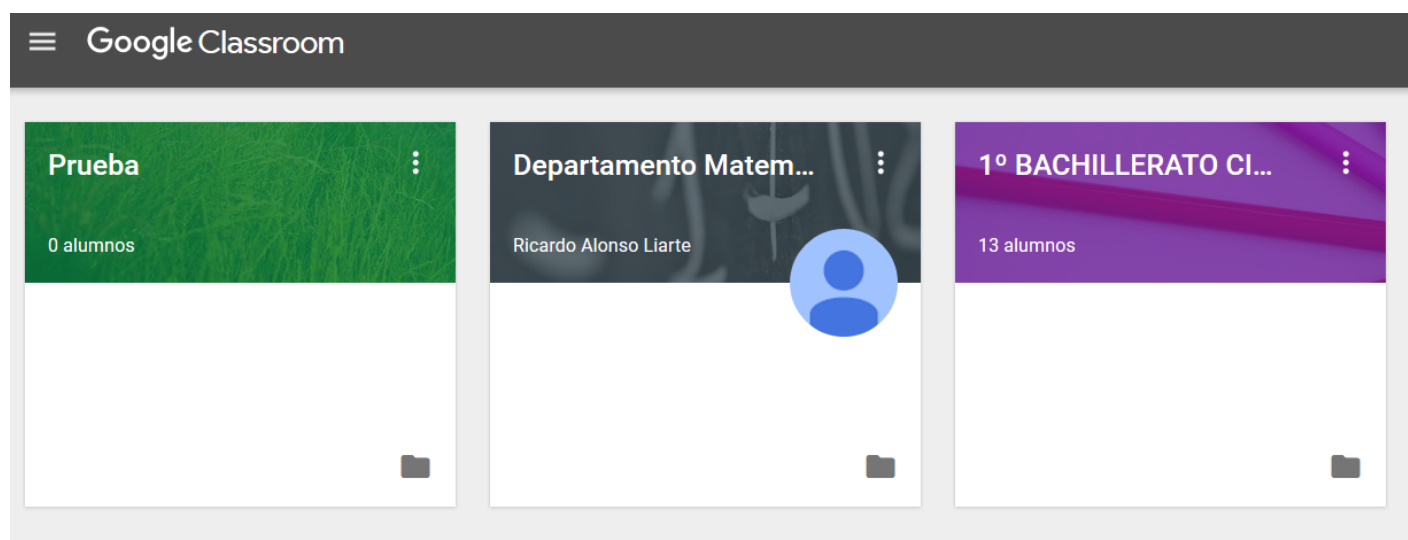 Google Classroom
Prueba
0 alumnos
Departamento Matem...
Ricardo Alonso Liarte
1º BACHILLERATO CI...
13 alumnos